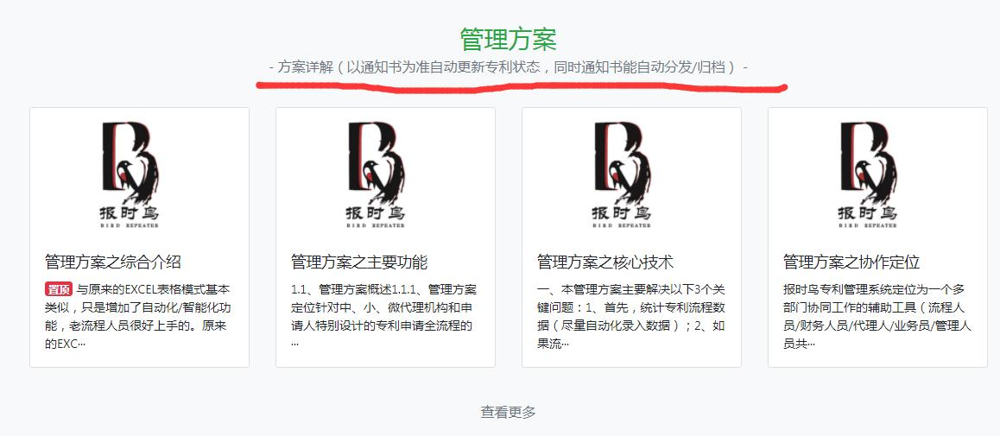 管理方案
- 方案详解（以通知书为准自动更新专利状态，同时通知书能自动分发/归档） -
报时鸟
BIRD REPEATER
管理方案之综合介绍
置顶 与原来的EXCEL表格模式基本
类似，只是增加了自动化/智能化功
能，老流程人员很好上手的。原来
的EXC···
报时鸟
BIRD REPEATER
管理方案之主要功能
1.1、管理方案概述1.1.1、管理方案
定位针对中、小、微代理机构和申
请人特别设计的专利申请全流程的
···
报时鸟
BIRD REPEATER
管理方案之核心技术
一、本管理方案主要解决以下3个关
键问题：1、首先，统计专利流程数
据（尽量自动化录入数据）；2、如
果流···
报时鸟
BIRD REPEATER
管理方案之协作定位
报时鸟专利管理系统定位为一个多
部门协同工作的辅助工具（流程人
员/财务人员/代理人/业务员/管理人
员共···
查看更多